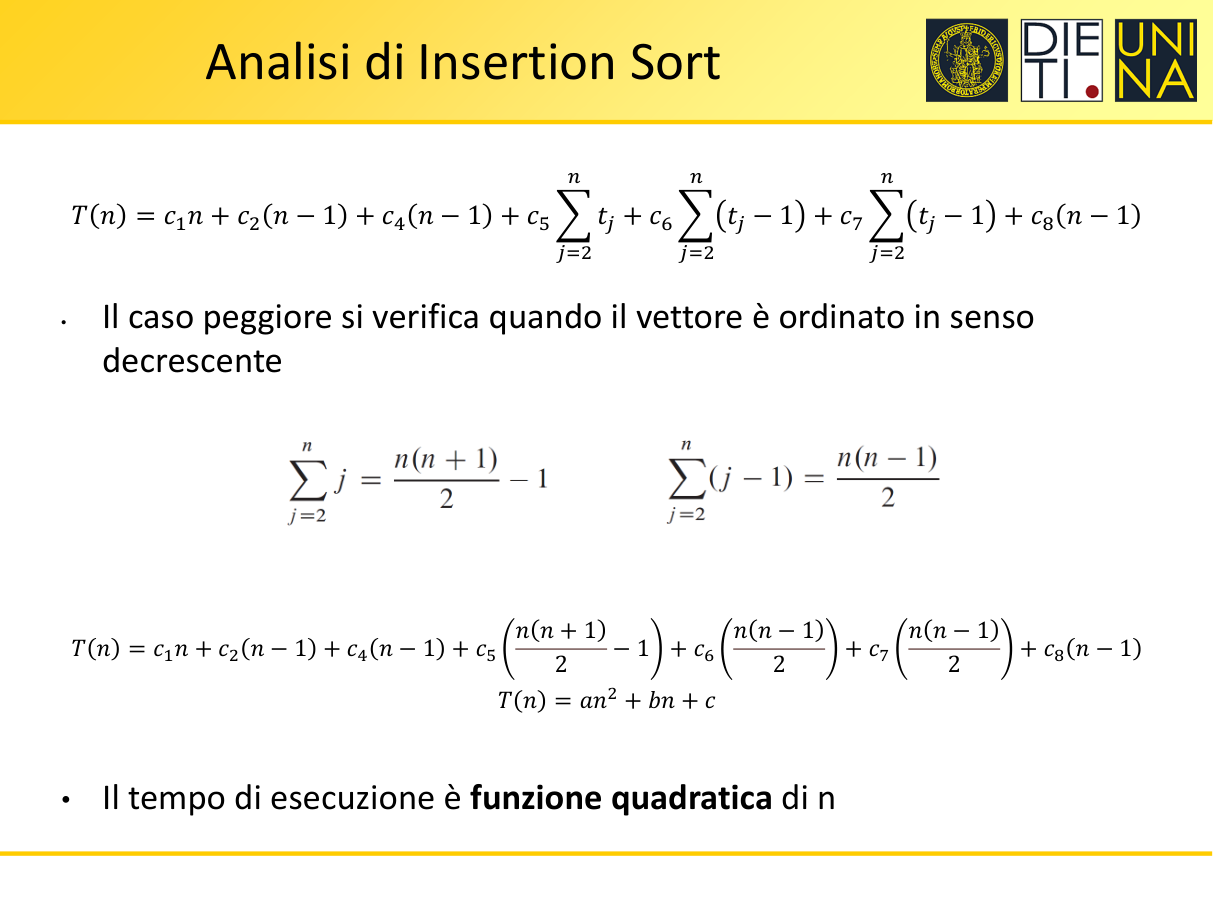 Analisi di Insertion Sort
DIE
TI.
UNI
NA
T(n) = c₁n + c₂(n − 1) + c₄(n − 1) + c₅ ∑_{j=2}^{n} t_j + c₆ ∑_{j=2}^{n} (t_j − 1) + c₇ ∑_{j=2}^{n} (t_j − 1) + c₈(n − 1)
• Il caso peggiore si verifica quando il vettore è ordinato in senso
decrescente
∑_{j=2}^{n} j = n(n + 1)/2 − 1
∑_{j=2}^{n} (j − 1) = n(n − 1)/2
T(n) = c₁n + c₂(n − 1) + c₄(n − 1) + c₅ (n(n + 1)/2 − 1) + c₆ (n(n − 1)/2) + c₇ (n(n − 1)/2) + c₈(n − 1)
T(n) = an² + bn + c
• Il tempo di esecuzione è funzione quadratica di n